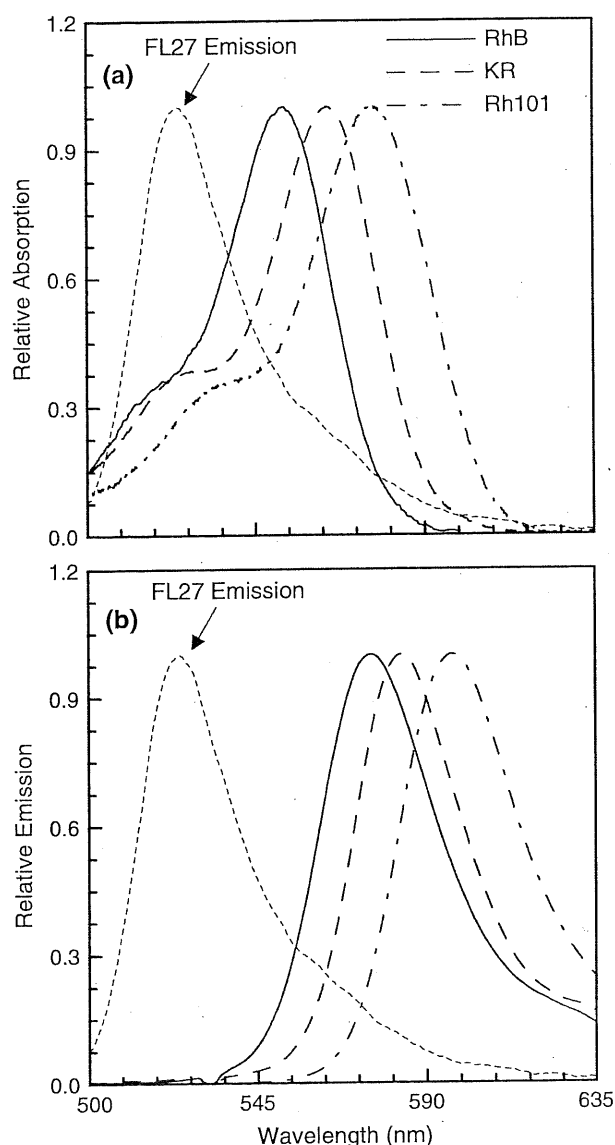 1.2
FL27 Emission
(a)
RhB
KR
Rh101
0.9
0.6
0.3
0.0
Relative Absorption
1.2
FL27 Emission
(b)
0.9
0.6
0.3
0.0
Relative Emission
500
545
590
635
Wavelength (nm)